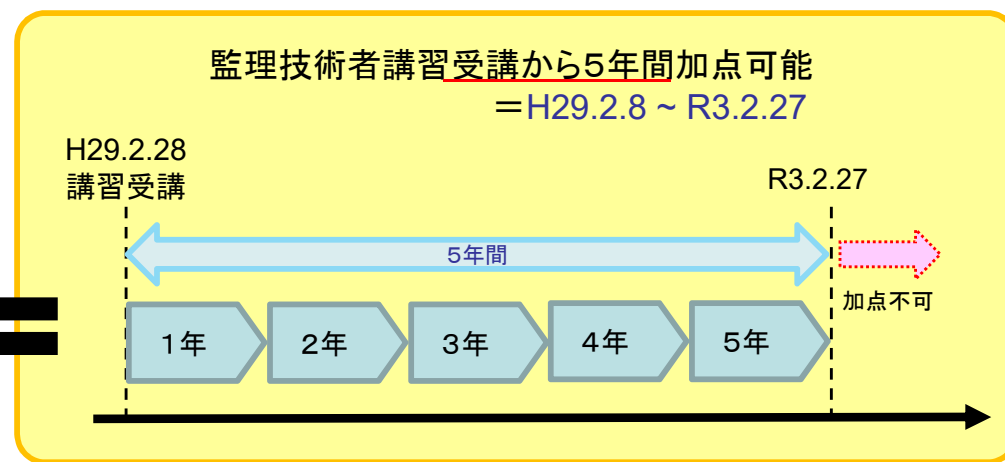 監理技術者講習受講から５年間加点可能
＝H29.2.8 ~ R3.2.27
H29.2.28
講習受講
R3.2.27
５年間
加点不可
１年
２年
３年
４年
５年